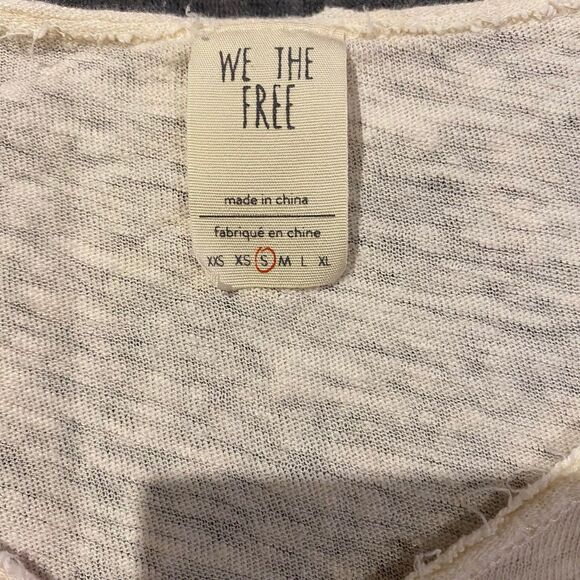 WE THE
FREE
made in china
fabriqué en chine
XXS XS S M L XL